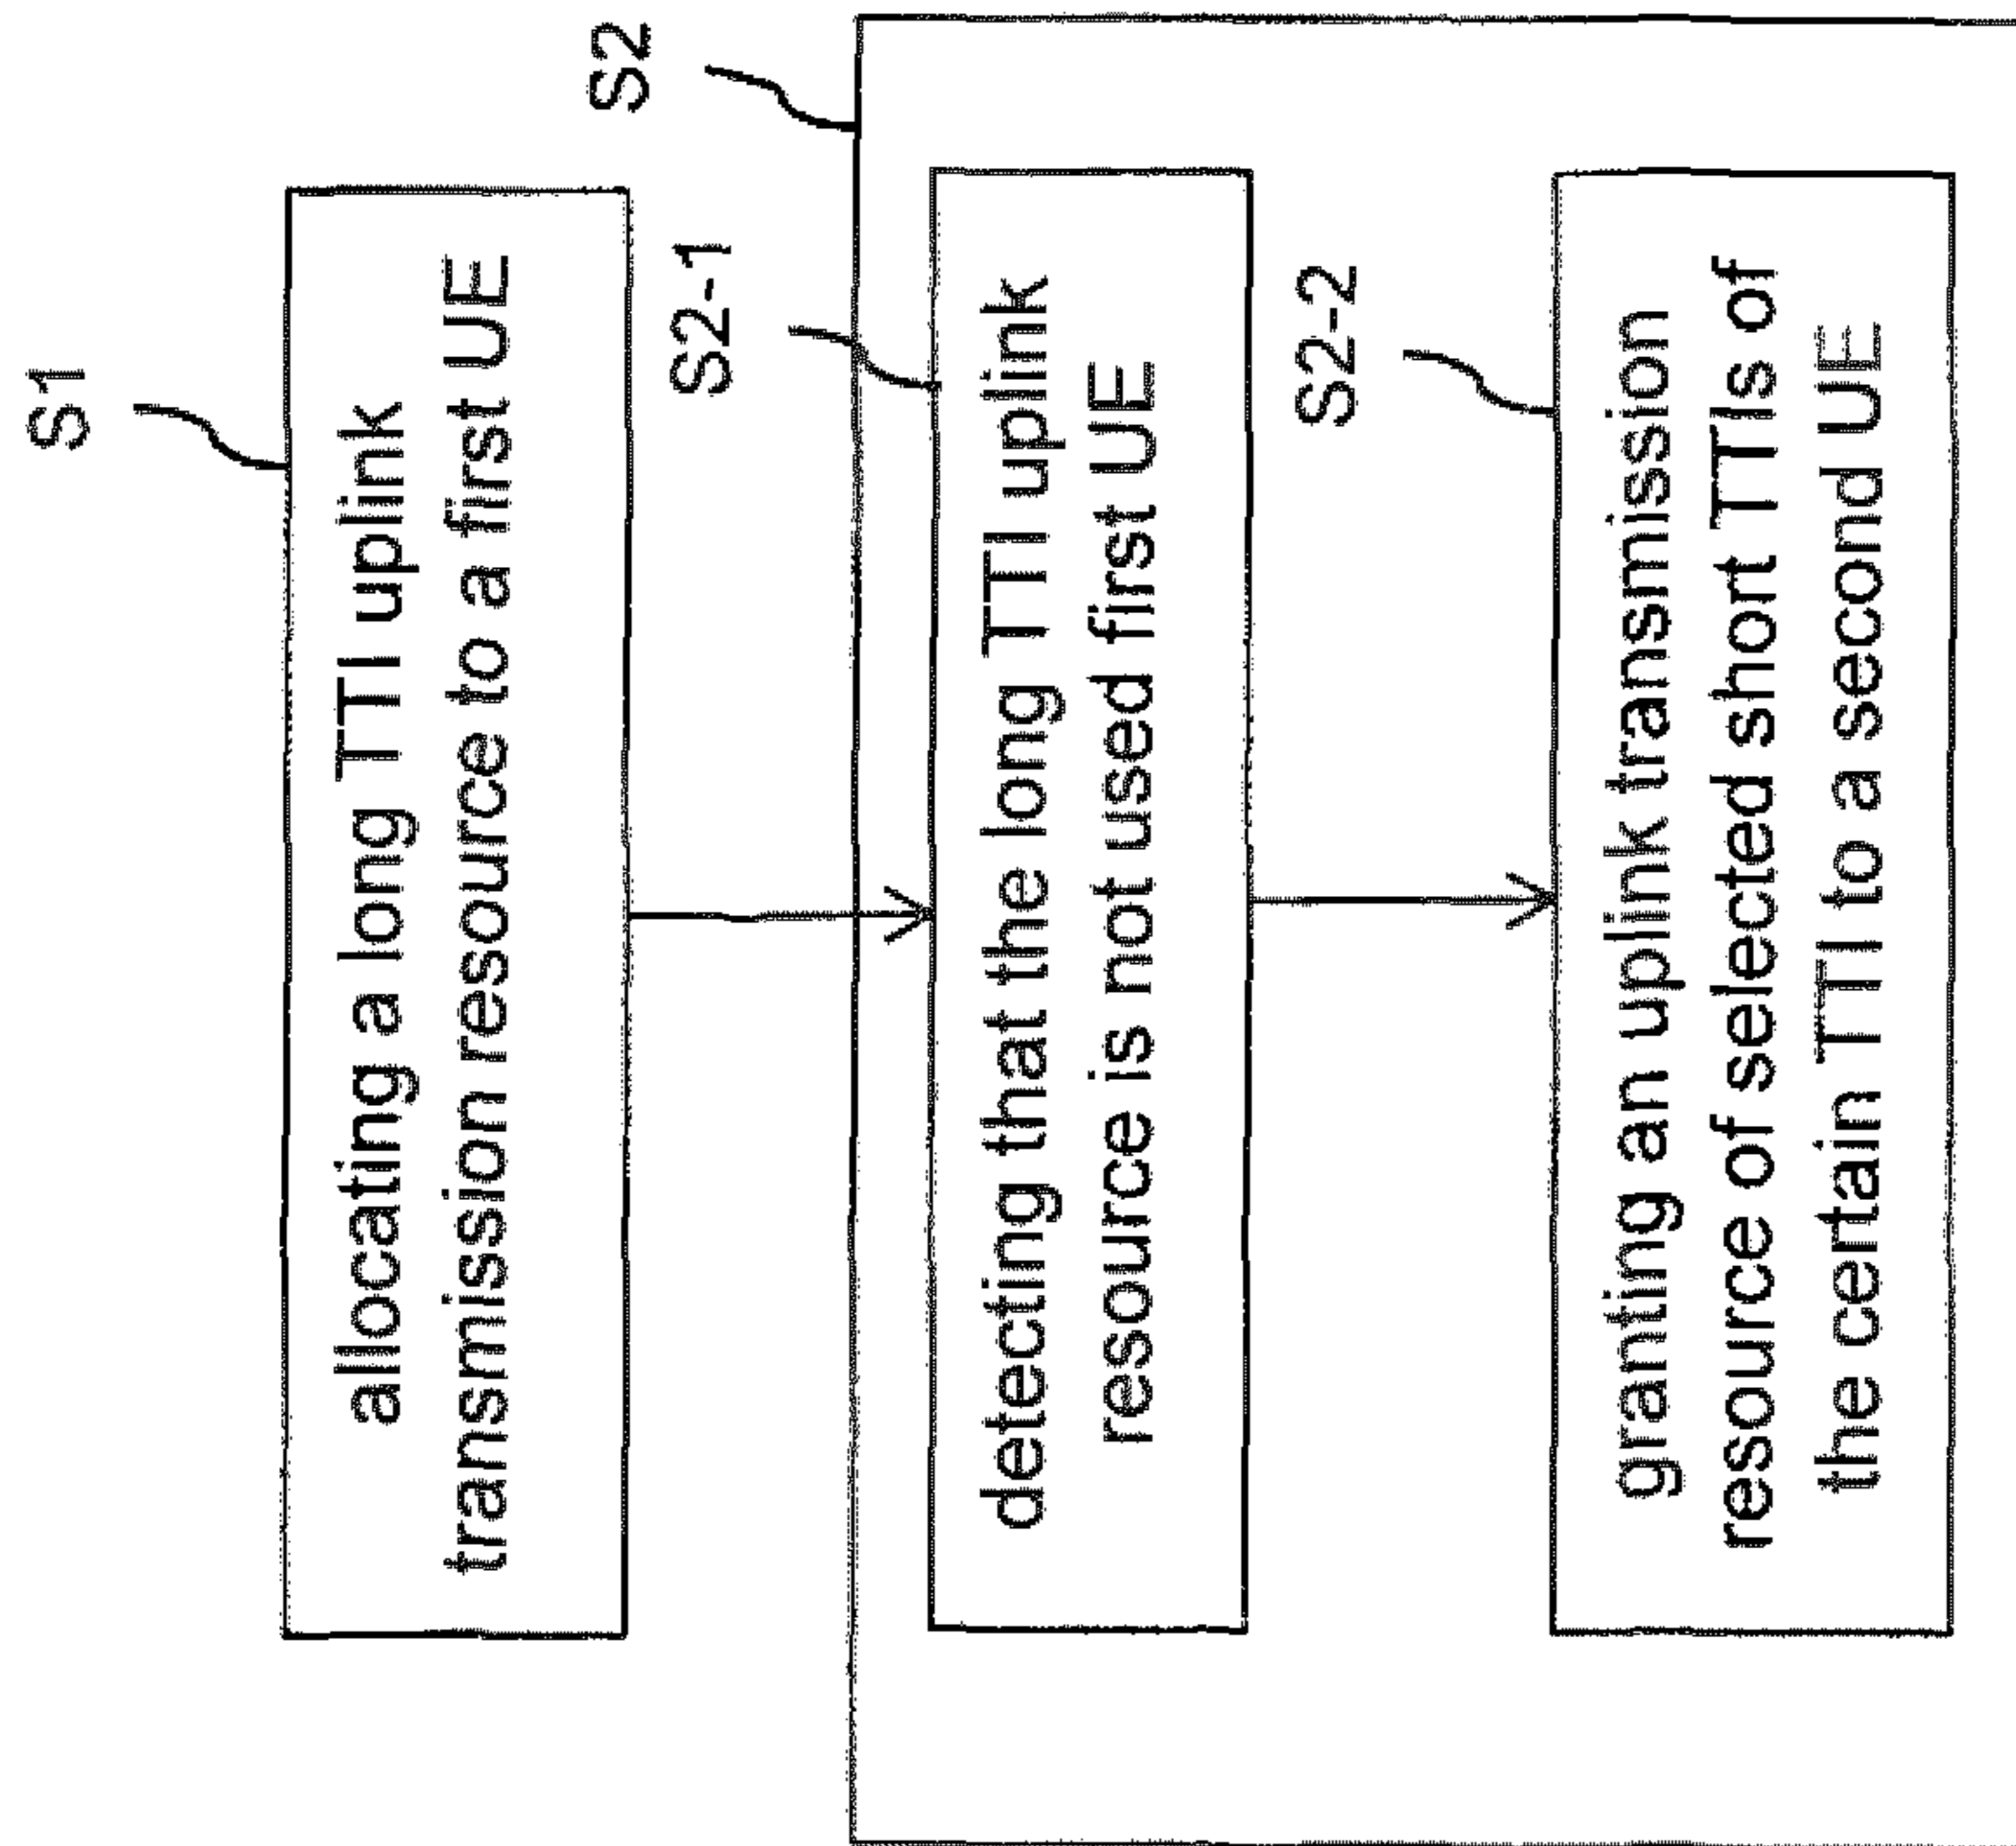 S1
allocating a long TTI uplink
transmission resource to a first UE
S2
S2-1
detecting that the long TTI uplink
resource is not used first UE
S2-2
granting an uplink transmission
resource of selected short TTIs of
the certain TTI to a second UE